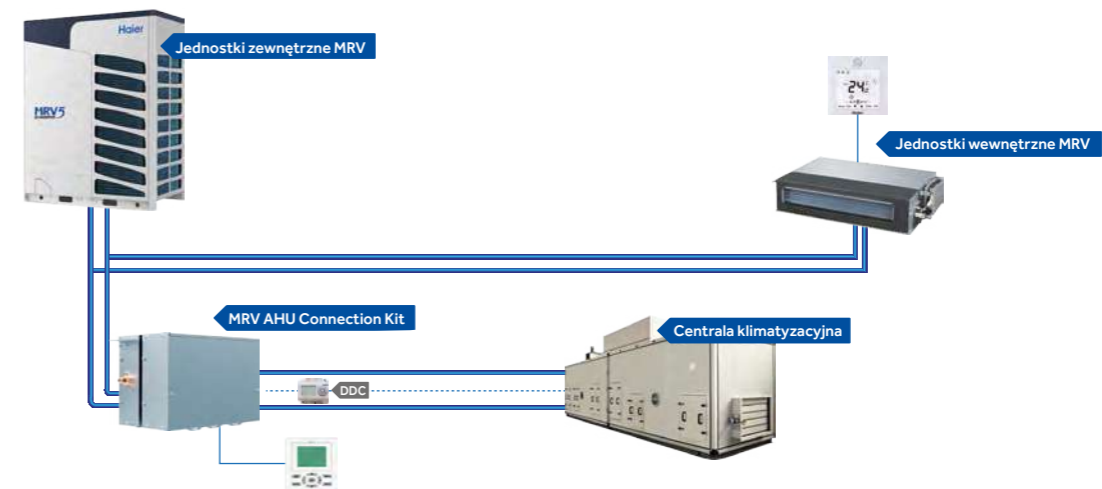 Haier
Jednostki zewnętrzne MRV
MRV5
24
Jednostki wewnętrzne MRV
MRV AHU Connection Kit
Centrala klimatyzacyjna
DDC